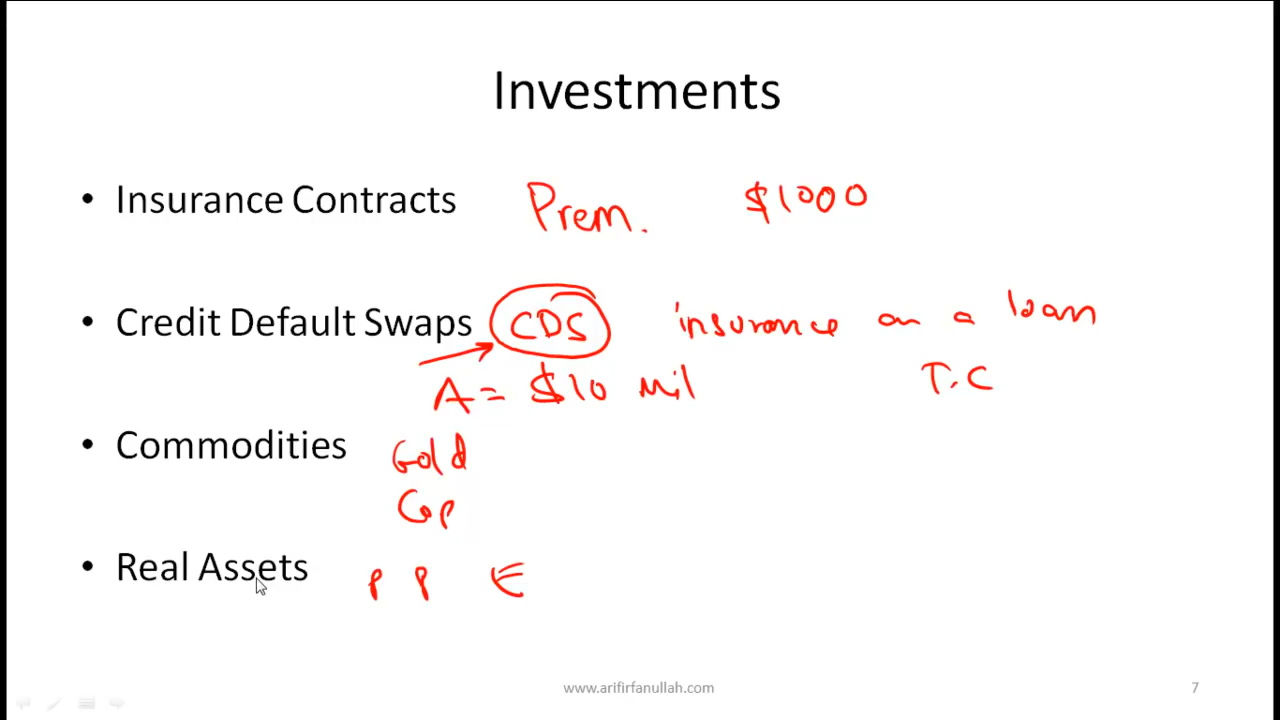 Investments
• Insurance Contracts Prem. $1000
• Credit Default Swaps CDS insurance on a loan
A = $10 mil T.C
• Commodities Gold
Cop
• Real Assets P P E
www.arifirfanullah.com 7